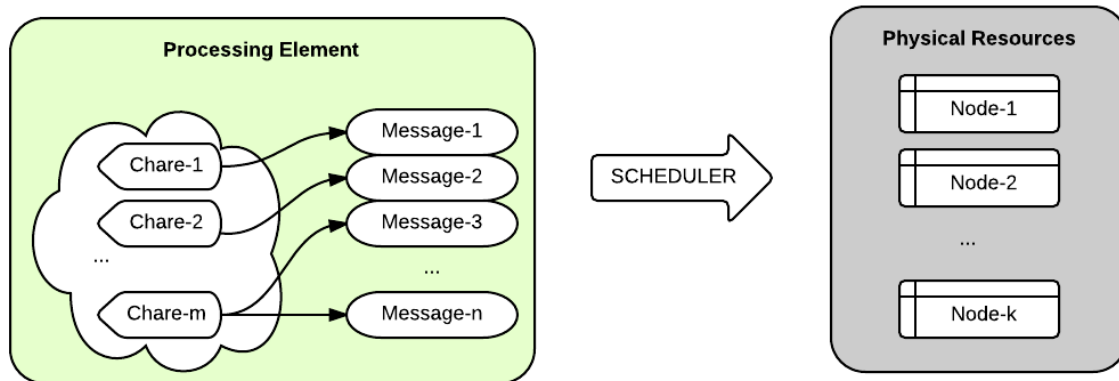 Processing Element
Chare-1
Chare-2
...
Chare-m
Message-1
Message-2
Message-3
...
Message-n
SCHEDULER
Physical Resources
Node-1
Node-2
...
Node-k